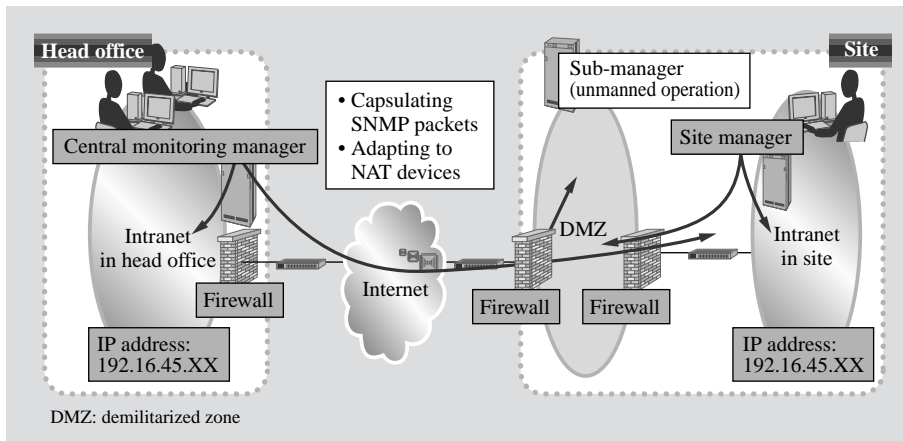 Head office
Site
Sub-manager
(unmanned operation)
• Capsulating
SNMP packets
• Adapting to
NAT devices
Central monitoring manager
Site manager
Intranet
in head office
DMZ
Intranet
in site
Internet
Firewall
Firewall
Firewall
IP address:
192.16.45.XX
IP address:
192.16.45.XX
DMZ: demilitarized zone